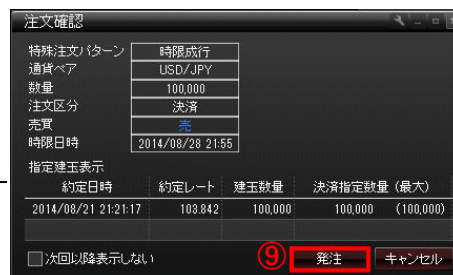 注文確認
特殊注文パターン 時限成行
通貨ペア USD/JPY
数量 100,000
注文区分 決済
売買 売
時限日時 2014/08/28 21:55
指定建玉表示
約定日時 約定レート 建玉数量 決済指定数量 (最大)
2014/08/21 21:21:17 103.842 100,000 100,000 (100,000)
次回以降表示しない ⑨ 発注 キャンセル